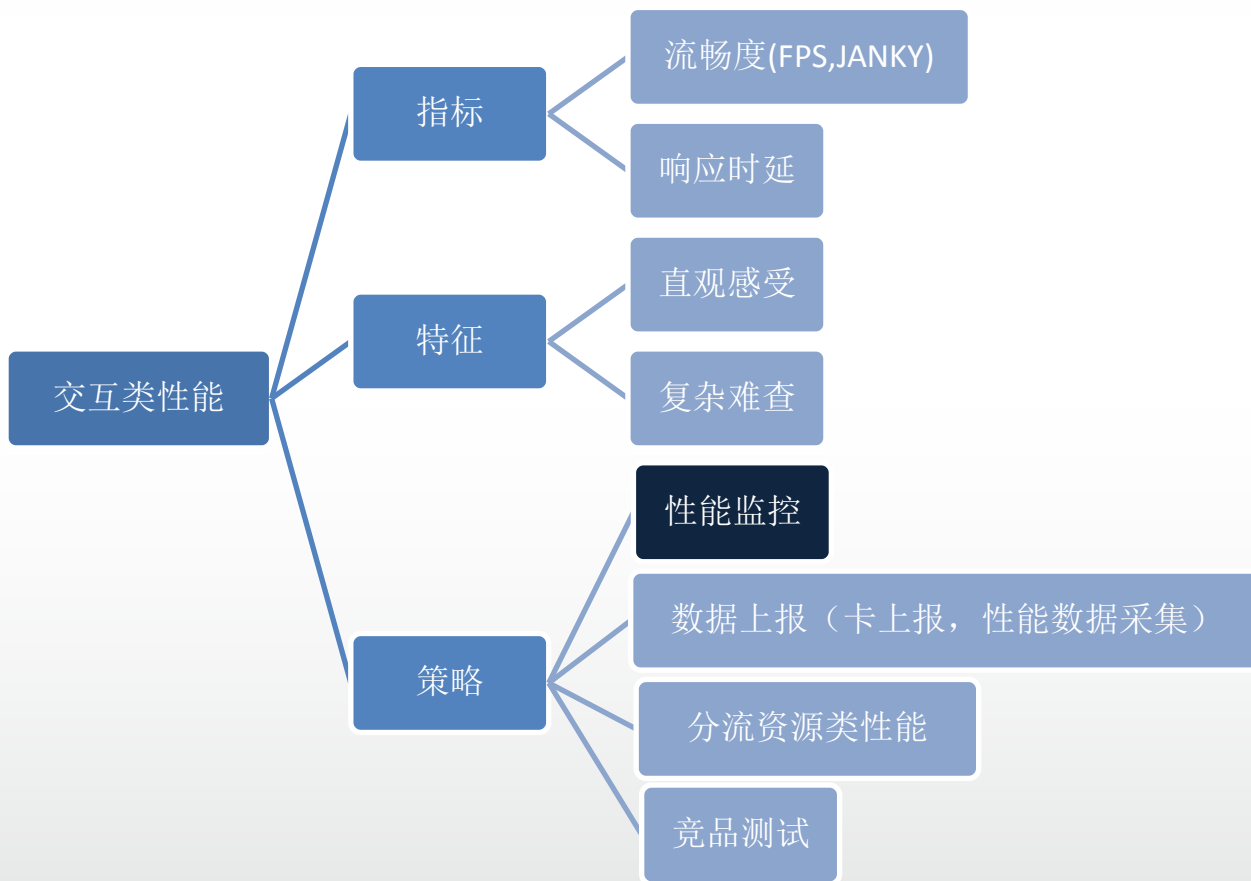 交互类性能
指标
流畅度(FPS,JANKY)
响应时延
特征
直观感受
复杂难查
策略
性能监控
数据上报（卡上报，性能数据采集）
分流资源类性能
竞品测试